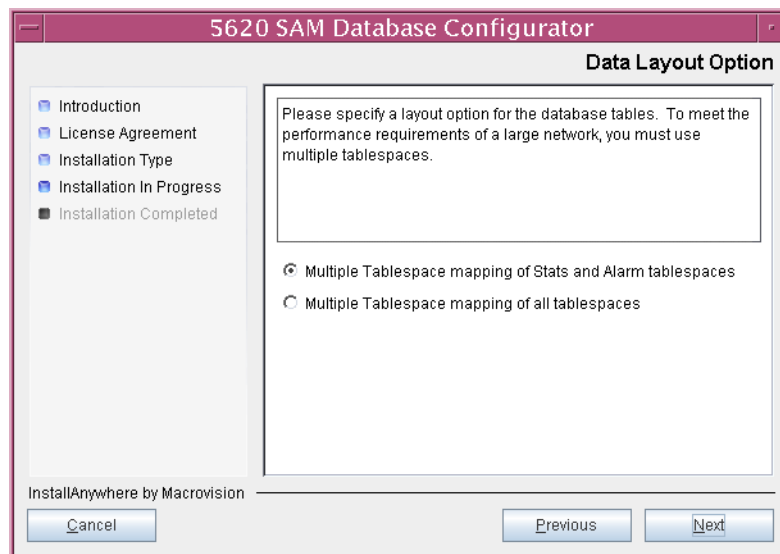 5620 SAM Database Configurator
Data Layout Option
Introduction
License Agreement
Installation Type
Installation In Progress
Installation Completed
Please specify a layout option for the database tables. To meet the
performance requirements of a large network, you must use
multiple tablespaces.
Multiple Tablespace mapping of Stats and Alarm tablespaces
Multiple Tablespace mapping of all tablespaces
InstallAnywhere by Macrovision
Cancel
Previous
Next